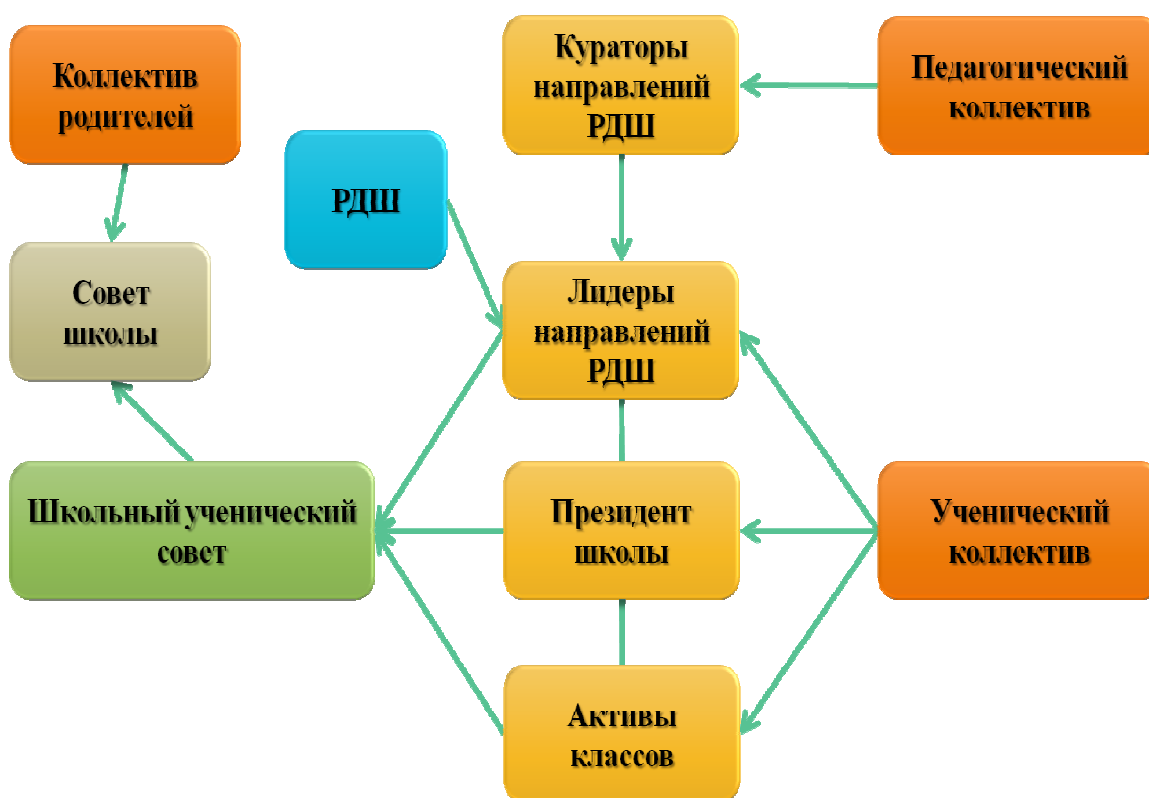 Коллектив
родителей
Кураторы
направлений
РДШ
Педагогический
коллектив
РДШ
Совет
школы
Лидеры
направлений
РДШ
Школьный ученический
совет
Президент
школы
Ученический
коллектив
Активы
классов